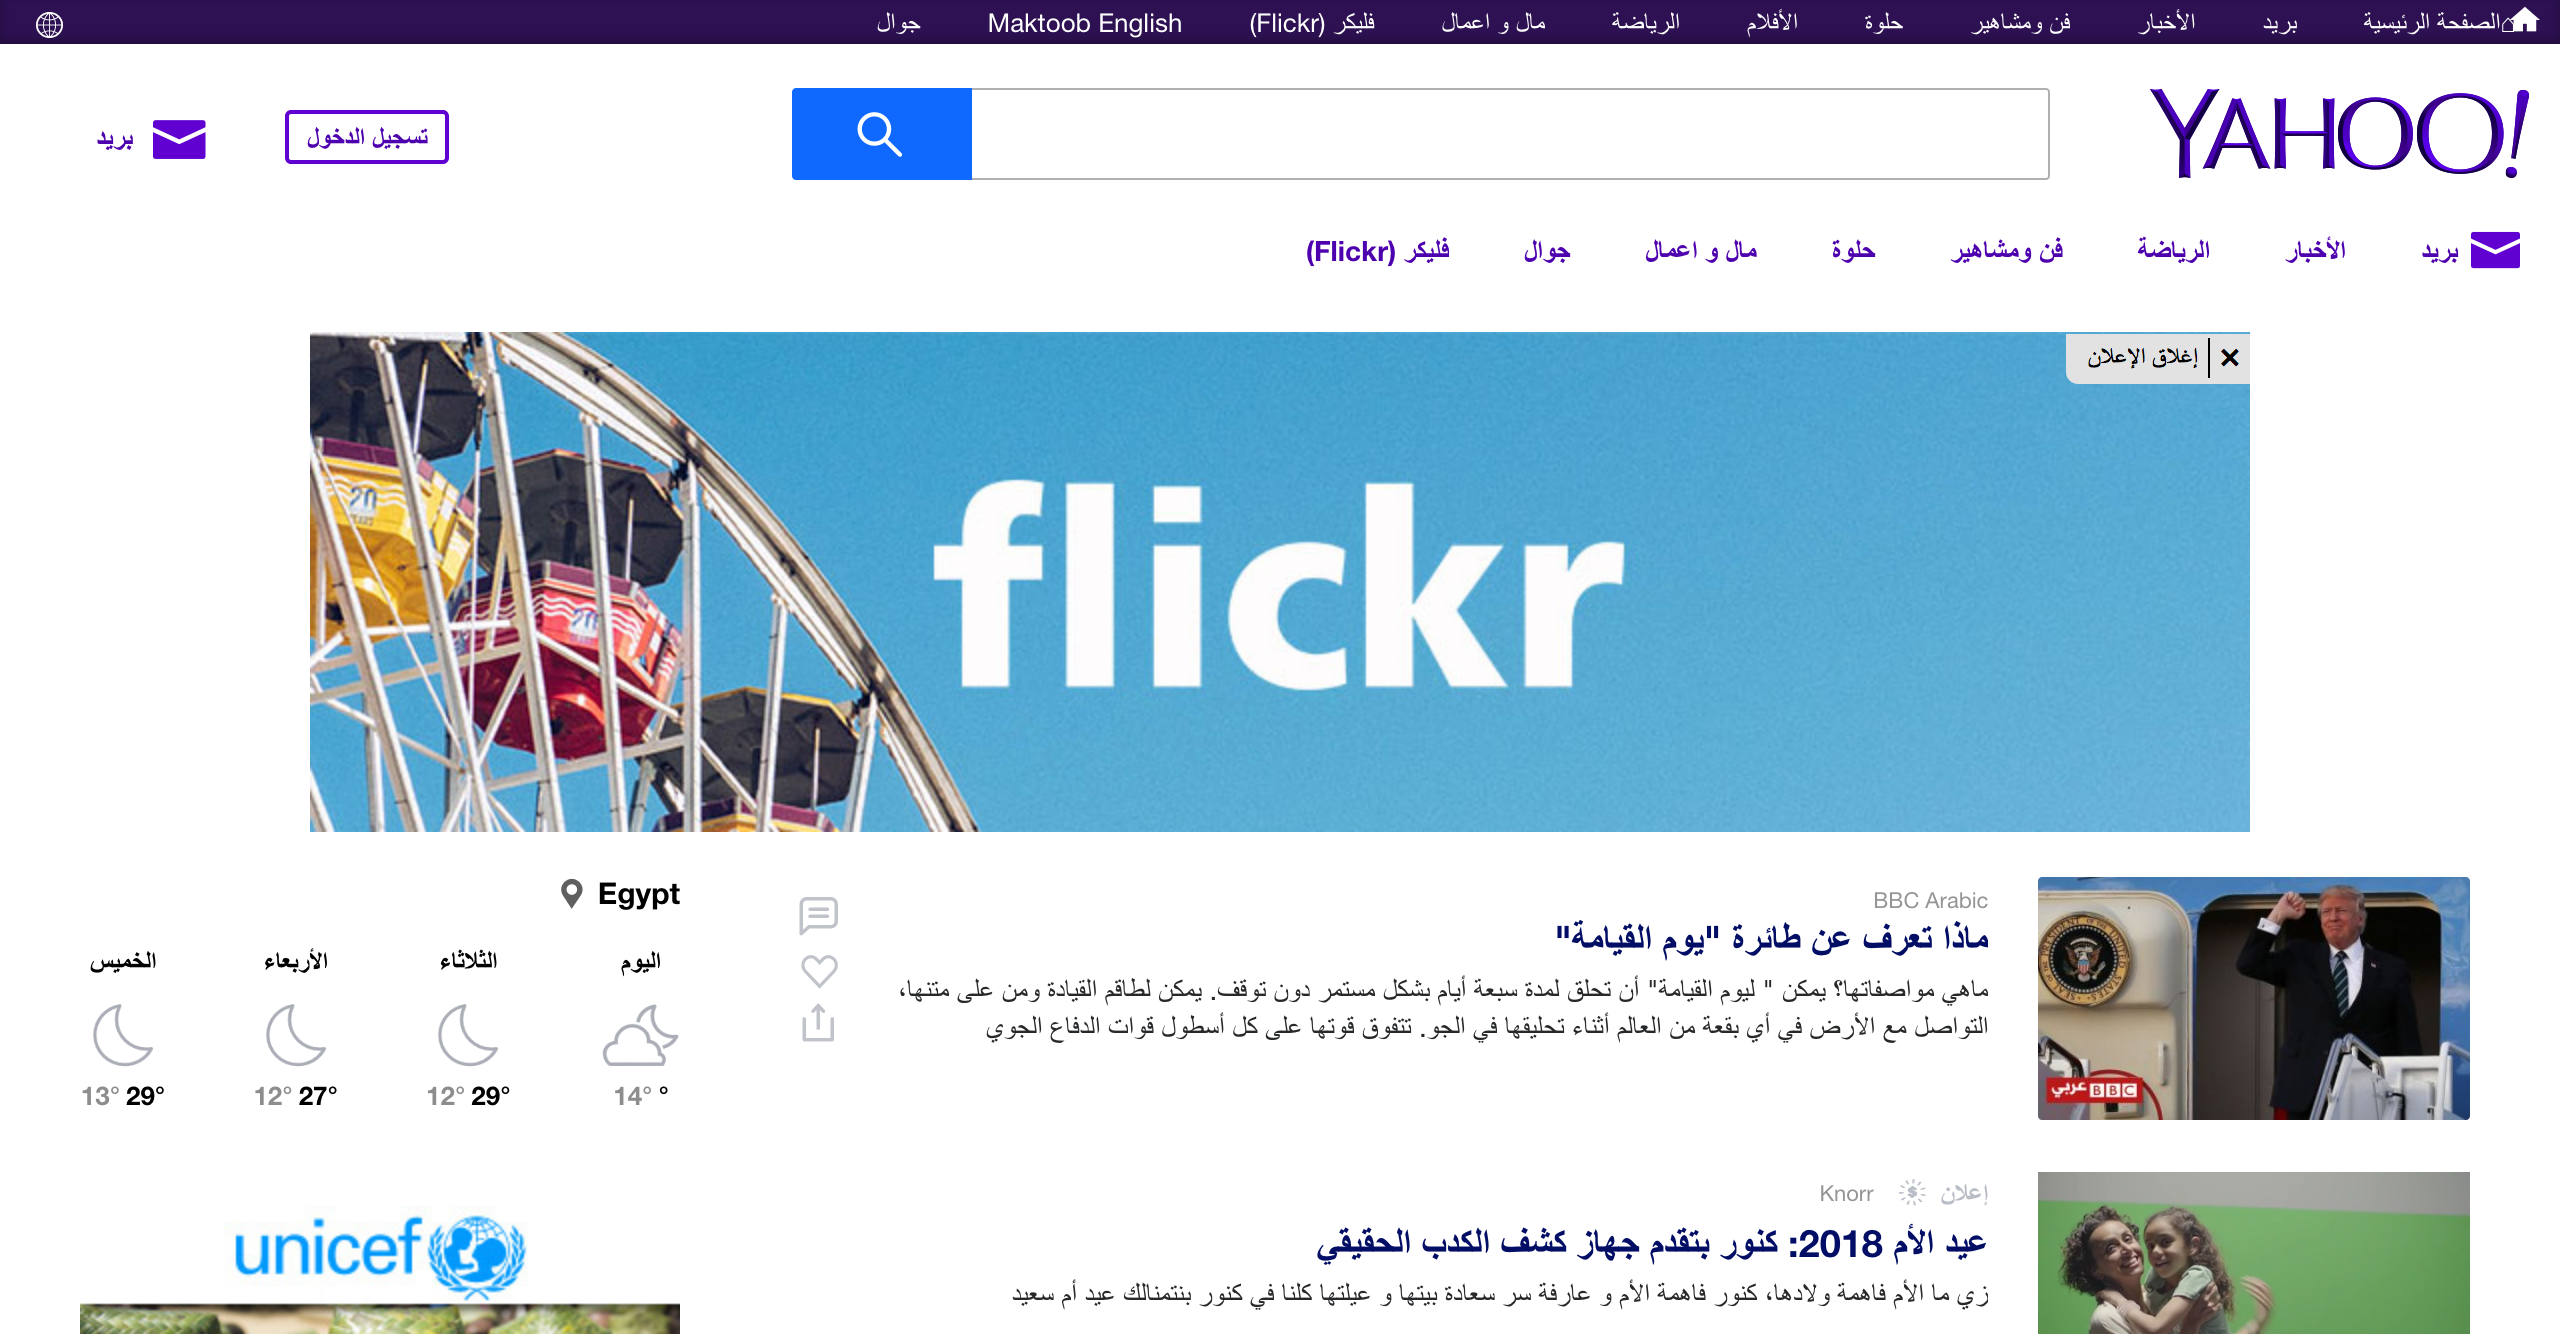 الصفحة الرئيسية
بريد
الأخبار
فن ومشاهير
حلوة
الأفلام
الرياضة
مال و اعمال
فليكر (Flickr)
Maktoob English
جوال
YAHOO!
تسجيل الدخول
بريد
بريد
الأخبار
الرياضة
فن ومشاهير
حلوة
مال و اعمال
جوال
فليكر (Flickr)
إغلاق الإعلان
20
YEARS
flickr
BBC Arabic
ماذا تعرف عن طائرة "يوم القيامة"
ماهي مواصفاتها؟ يمكن " ليوم القيامة" أن تحلق لمدة سبعة أيام بشكل مستمر دون توقف. يمكن لطاقم القيادة ومن على متنها،
التواصل مع الأرض في أي بقعة من العالم أثناء تحليقها في الجو. تتفوق قوتها على كل أسطول قوات الدفاع الجوي
BBC عربي
Egypt
اليوم
الثلاثاء
الأربعاء
الخميس
14° °
12° 29°
12° 27°
13° 29°
إعلان Knorr
عيد الأم 2018: كنور بتقدم جهاز كشف الكدب الحقيقي
زي ما الأم فاهمة ولادها، كنور فاهمة الأم و عارفة سر سعادة بيتها و عيلتها كلنا في كنور بنتمنالك عيد أم سعيد
unicef